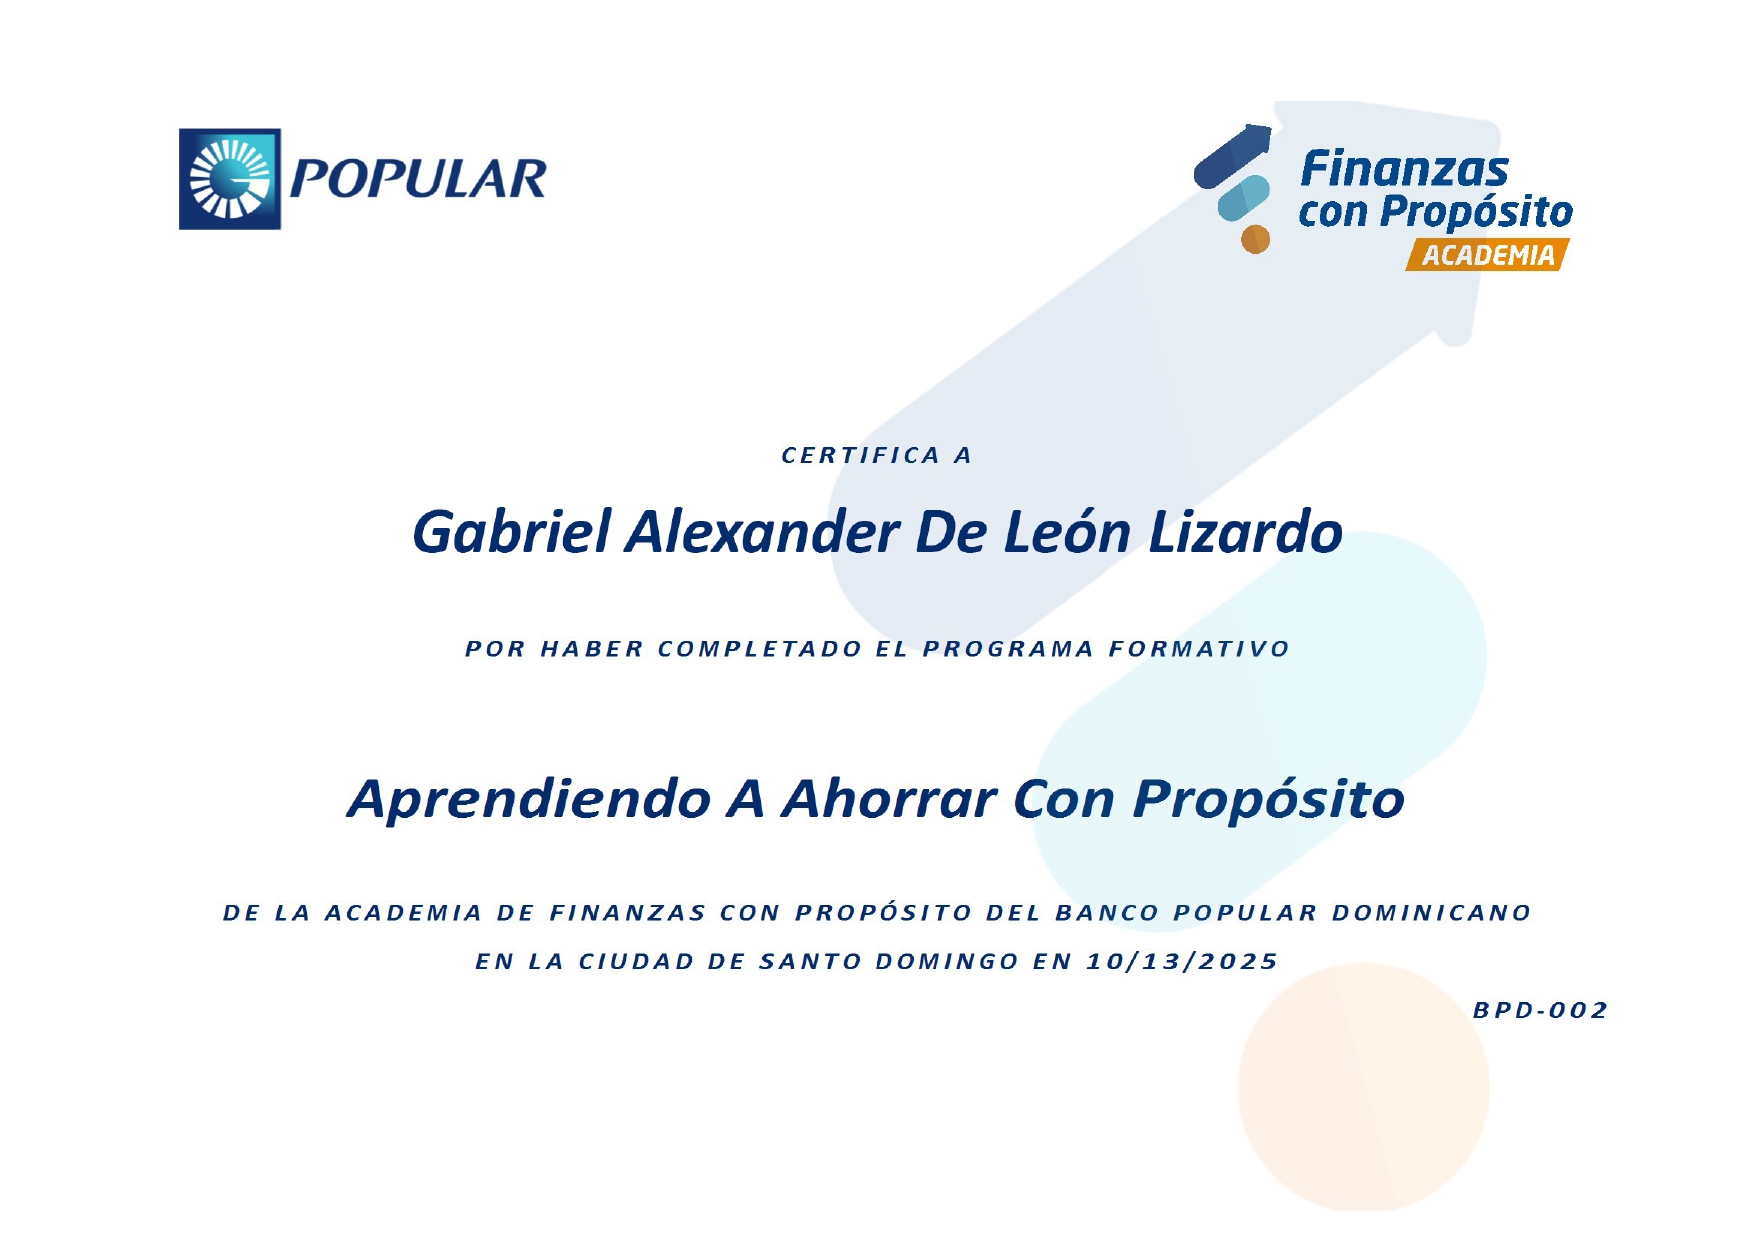 POPULAR
Finanzas
con Propósito
ACADEMIA
CERTIFICA A
Gabriel Alexander De León Lizardo
POR HABER COMPLETADO EL PROGRAMA FORMATIVO
Aprendiendo A Ahorrar Con Propósito
DE LA ACADEMIA DE FINANZAS CON PROPÓSITO DEL BANCO POPULAR DOMINICANO
EN LA CIUDAD DE SANTO DOMINGO EN 10/13/2025
BPD-002